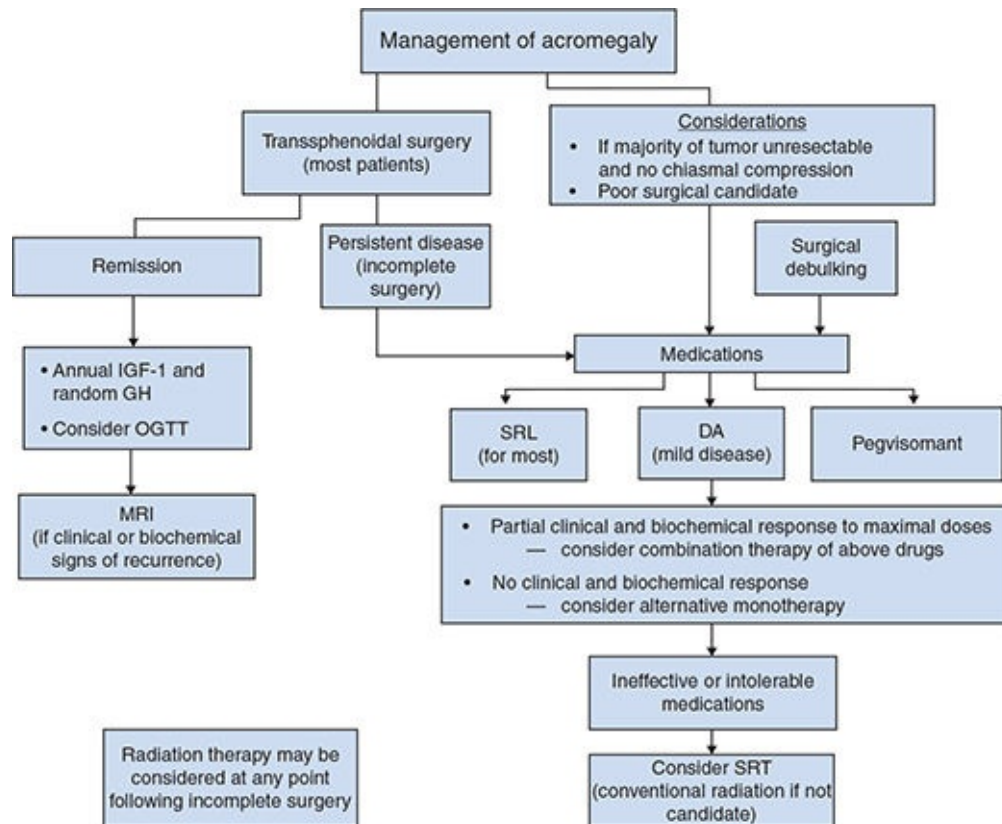 Management of acromegaly
Transsphenoidal surgery
(most patients)
Considerations
• If majority of tumor unresectable
and no chiasmal compression
• Poor surgical candidate
Remission
Persistent disease
(incomplete
surgery)
Surgical
debulking
• Annual IGF-1 and
random GH
• Consider OGTT
Medications
SRL
(for most)
DA
(mild disease)
Pegvisomant
MRI
(if clinical or biochemical
signs of recurrence)
• Partial clinical and biochemical response to maximal doses
— consider combination therapy of above drugs
• No clinical and biochemical response
— consider alternative monotherapy
Ineffective or intolerable
medications
Radiation therapy may be
considered at any point
following incomplete surgery
Consider SRT
(conventional radiation if not
candidate)